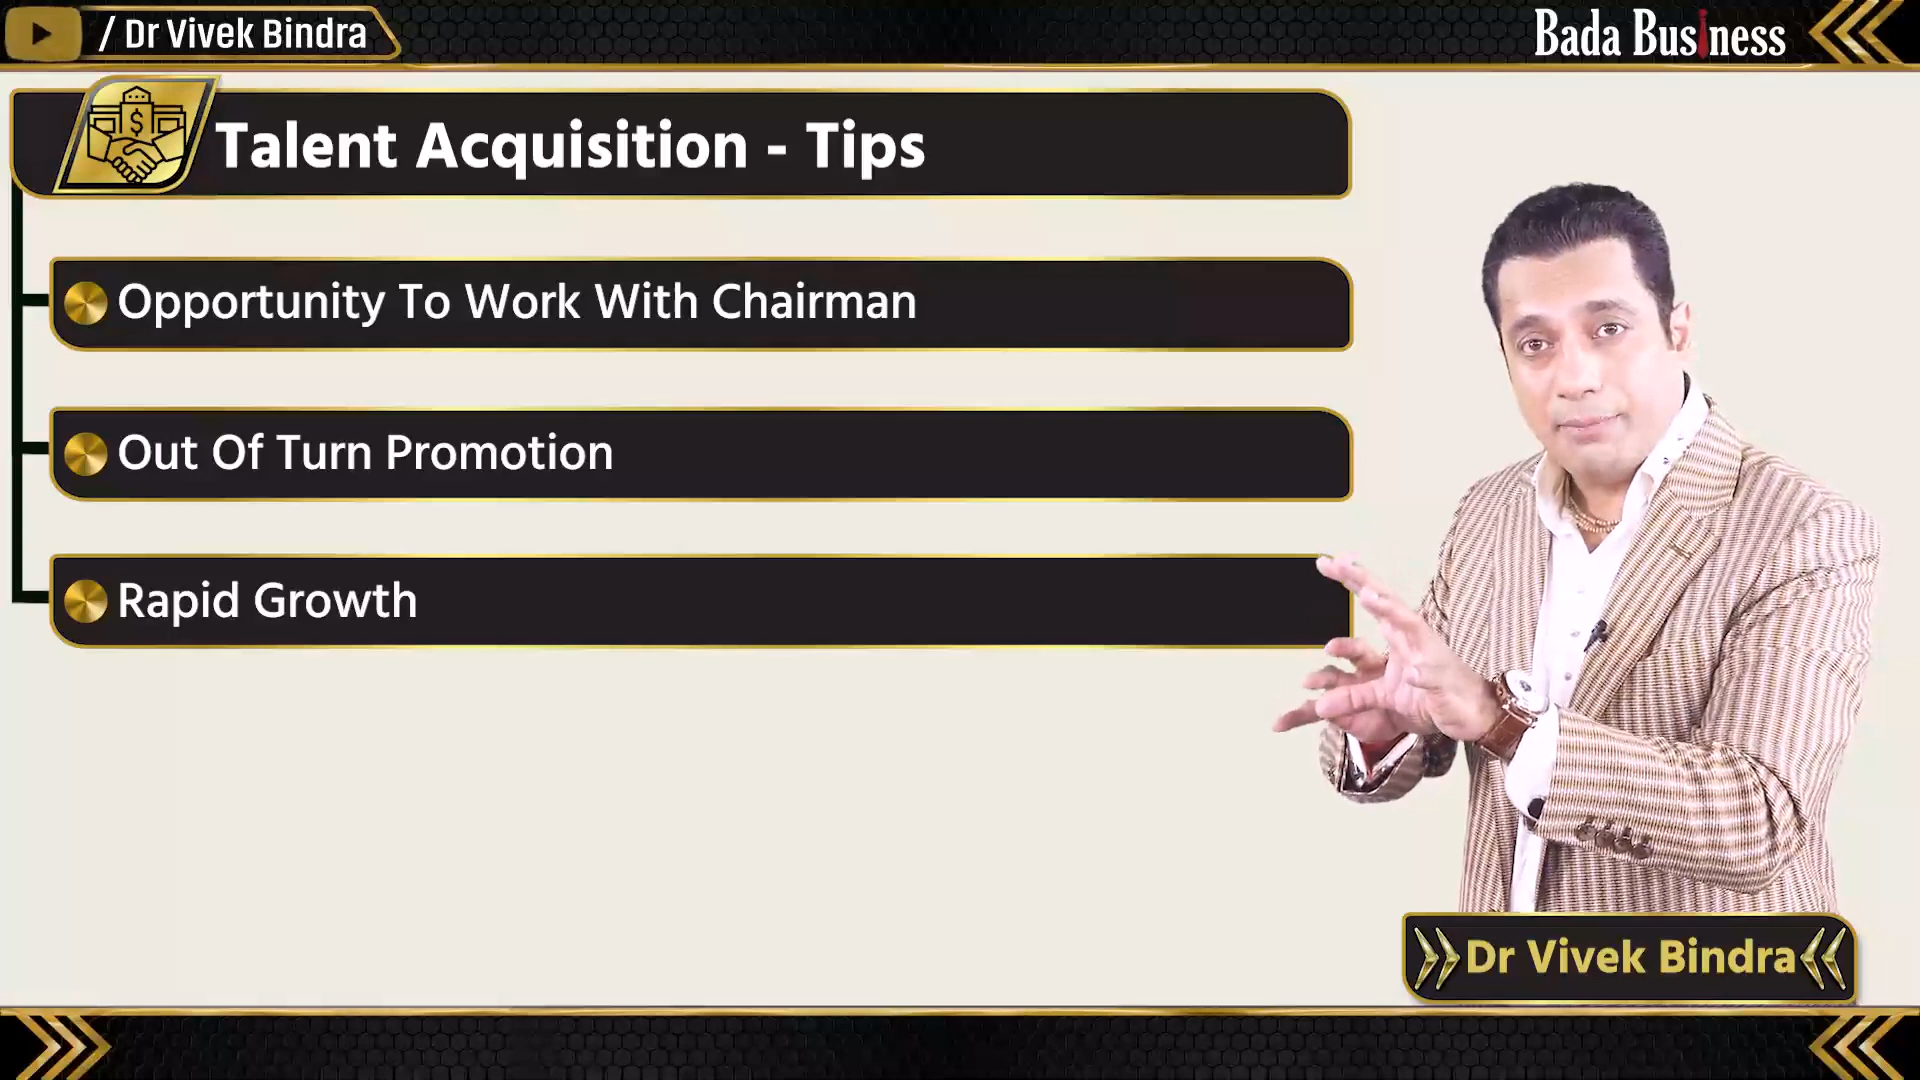 / Dr Vivek Bindra
Bada Business
Talent Acquisition - Tips
Opportunity To Work With Chairman
Out Of Turn Promotion
Rapid Growth
Dr Vivek Bindra